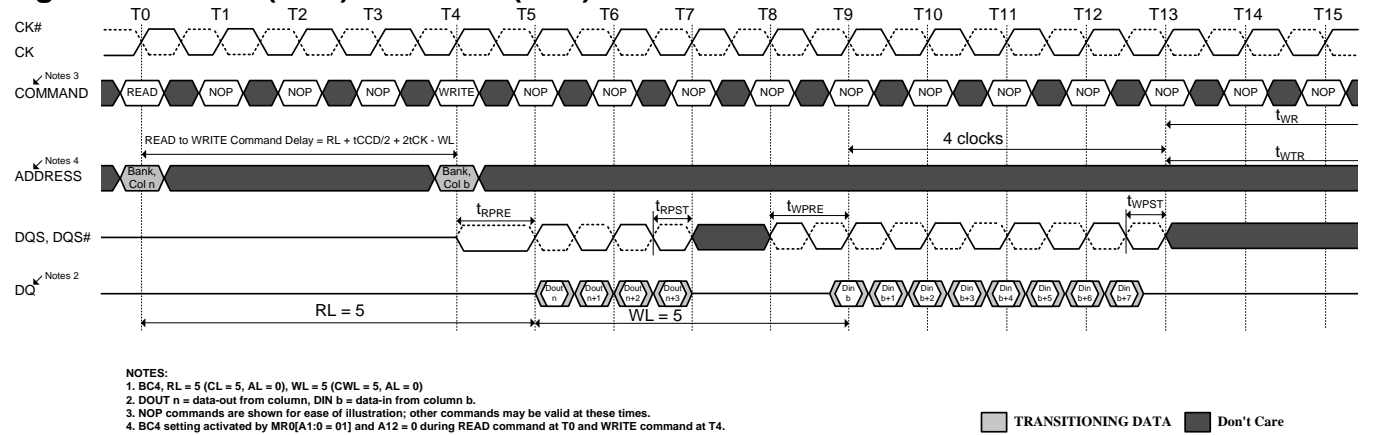 T0 T1 T2 T3 T4 T5 T6 T7 T8 T9 T10 T11 T12 T13 T14 T15
CK#
CK
Notes 3
COMMAND
READ NOP NOP NOP WRITE NOP NOP NOP NOP NOP NOP NOP NOP NOP NOP NOP
tWR
READ to WRITE Command Delay = RL + tCCD/2 + 2tCK - WL
4 clocks
tWTR
Notes 4
ADDRESS
Bank, Col n
Bank, Col b
tRPRE
tRPST
tWPRE
tWPST
DQS, DQS#
Notes 2
DQ
Dout n
Dout n+1
Dout n+2
Dout n+3
Din b
Din b+1
Din b+2
Din b+3
Din b+4
Din b+5
Din b+6
Din b+7
RL = 5
WL = 5
NOTES:
1. BC4, RL = 5 (CL = 5, AL = 0), WL = 5 (CWL = 5, AL = 0)
2. DOUT n = data-out from column, DIN b = data-in from column b.
3. NOP commands are shown for ease of illustration; other commands may be valid at these times.
4. BC4 setting activated by MR0[A1:0 = 01] and A12 = 0 during READ command at T0 and WRITE command at T4.
TRANSITIONING DATA
Don't Care